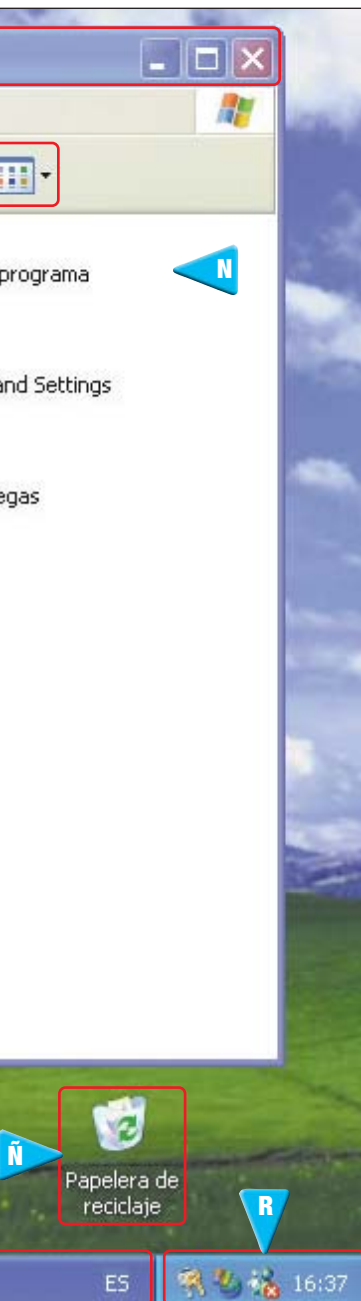 programa
N
and Settings
egas
Ñ
Papelera de
reciclaje
R
ES
16:37